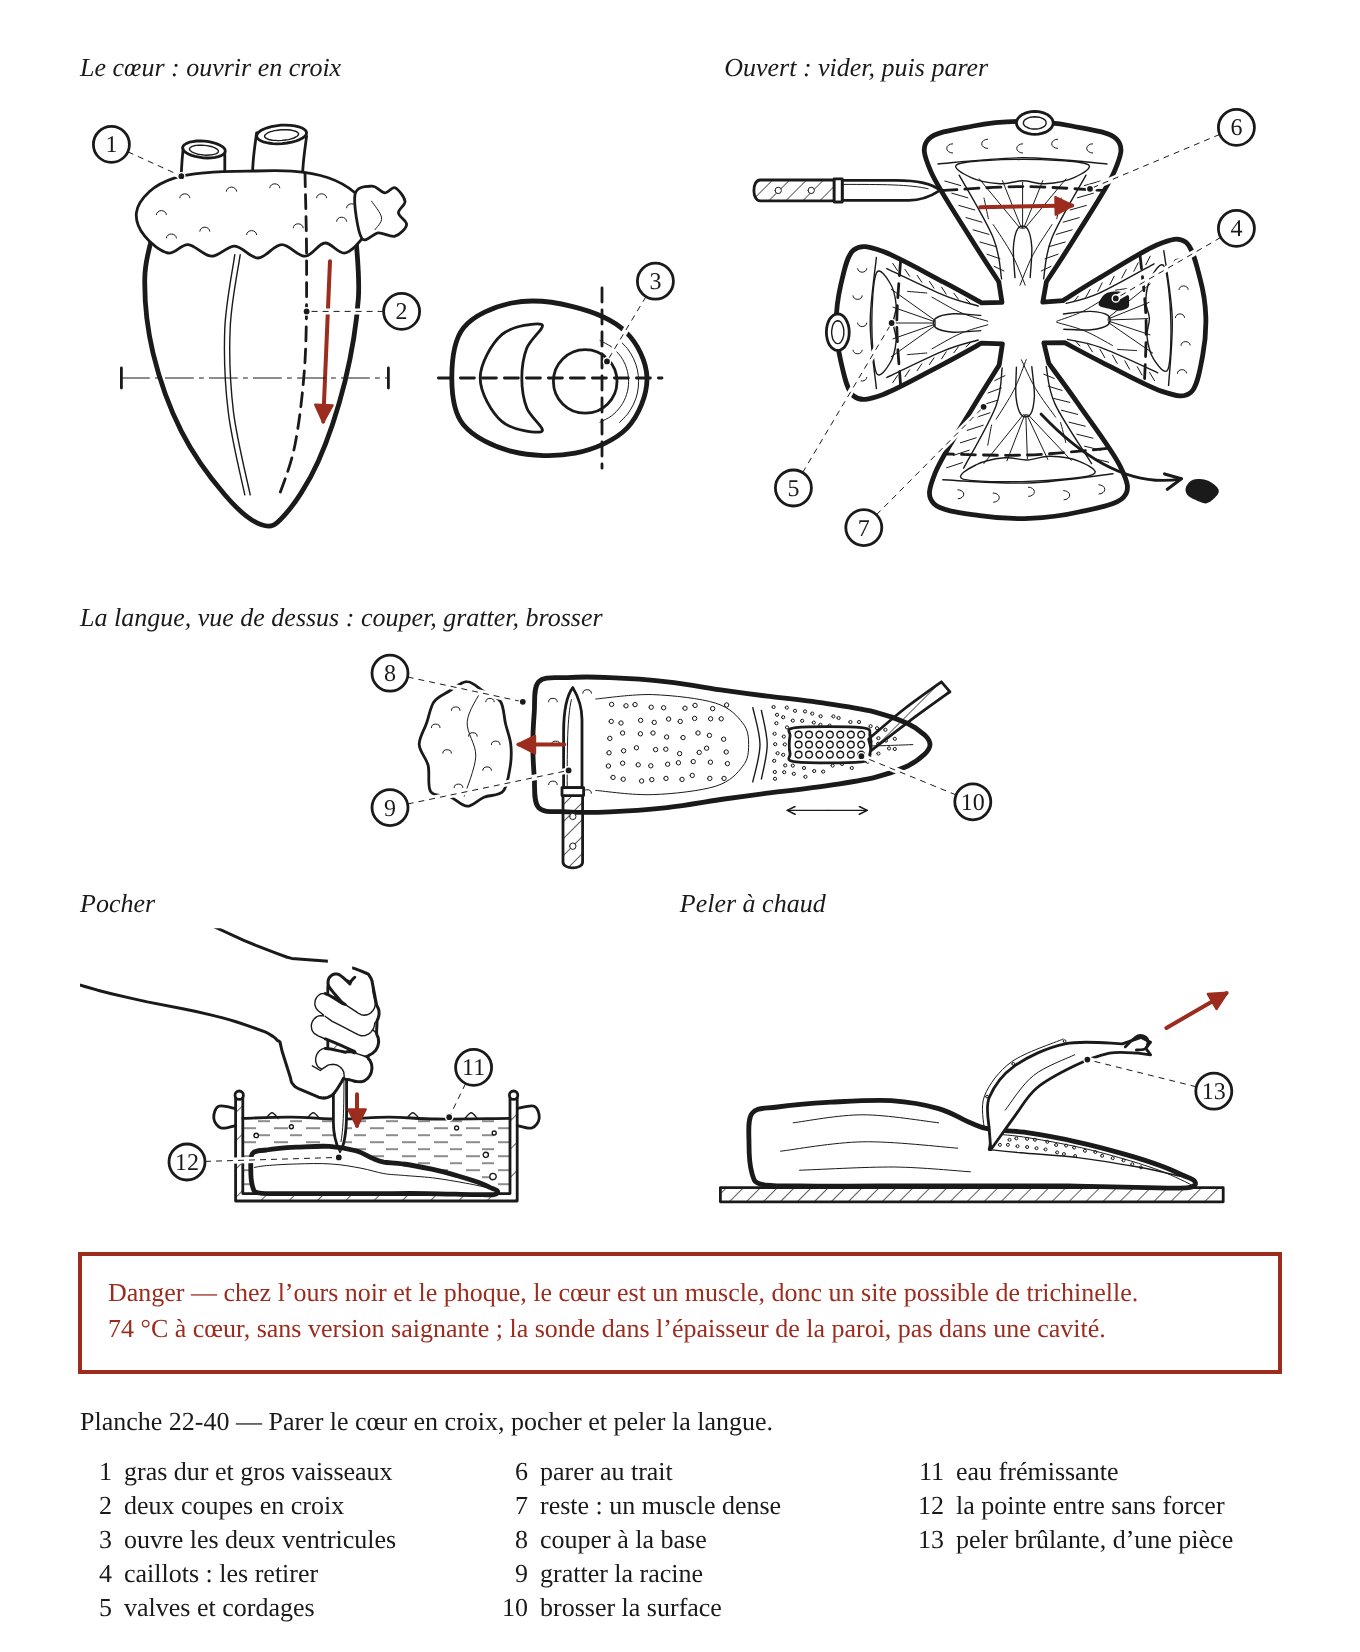 Le cœur : ouvrir en croix
Ouvert : vider, puis parer
1
6
4
3
2
5
7
La langue, vue de dessus : couper, gratter, brosser
8
9
10
Pocher
Peler à chaud
11
13
12
Danger — chez l’ours noir et le phoque, le cœur est un muscle, donc un site possible de trichinelle.
74 °C à cœur, sans version saignante ; la sonde dans l’épaisseur de la paroi, pas dans une cavité.
Planche 22-40 — Parer le cœur en croix, pocher et peler la langue.
1 gras dur et gros vaisseaux
2 deux coupes en croix
3 ouvre les deux ventricules
4 caillots : les retirer
5 valves et cordages
6 parer au trait
7 reste : un muscle dense
8 couper à la base
9 gratter la racine
10 brosser la surface
11 eau frémissante
12 la pointe entre sans forcer
13 peler brûlante, d’une pièce